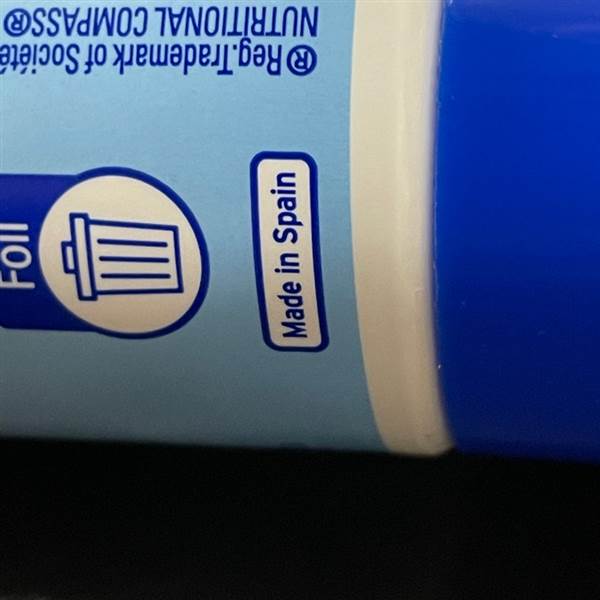 NUTRITIONAL COMPASS®
®Reg.Trademark of Société
Made in Spain
Foil